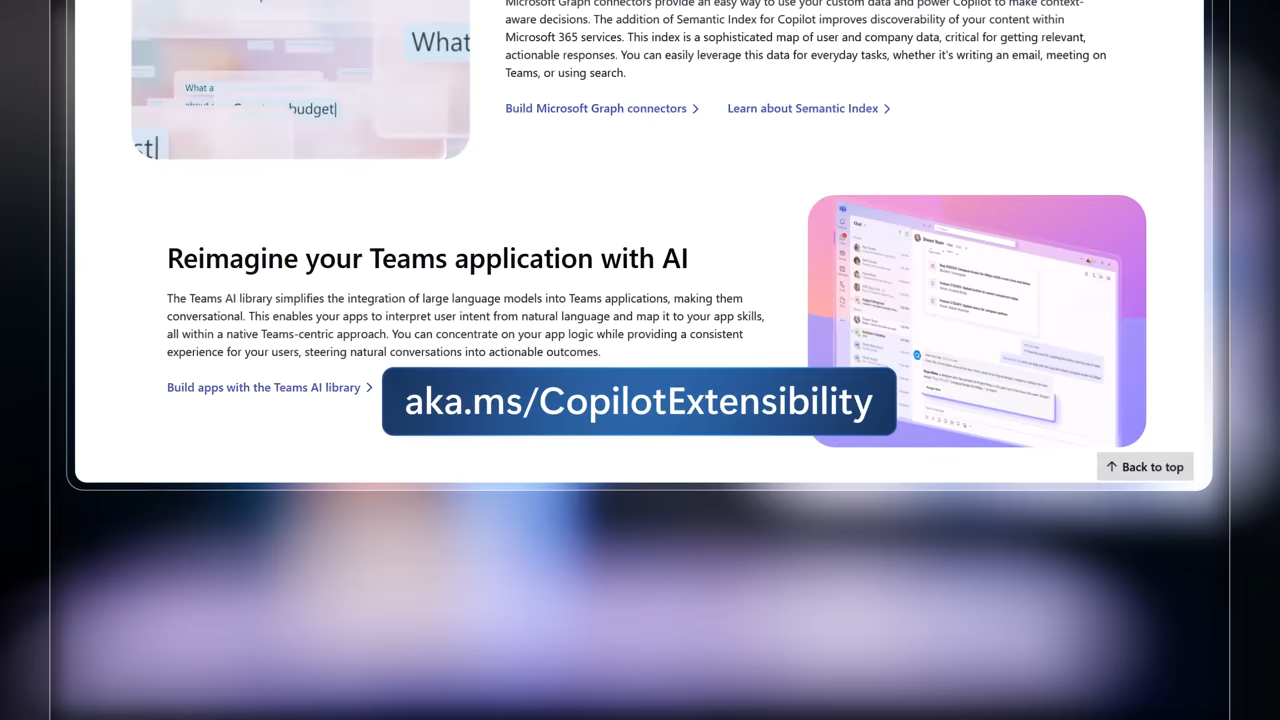 Microsoft Graph connectors provide an easy way to use your custom data and power Copilot to make context-
aware decisions. The addition of Semantic Index for Copilot improves discoverability of your content within
Microsoft 365 services. This index is a sophisticated map of user and company data, critical for getting relevant,
actionable responses. You can easily leverage this data for everyday tasks, whether it's writing an email, meeting on
Teams, or using search.
Build Microsoft Graph connectors
Learn about Semantic Index
What
What a
budget
Reimagine your Teams application with AI
The Teams AI library simplifies the integration of large language models into Teams applications, making them
conversational. This enables your apps to interpret user intent from natural language and map it to your app skills,
all within a native Teams-centric approach. You can concentrate on your app logic while providing a consistent
experience for your users, steering natural conversations into actionable outcomes.
Build apps with the Teams AI library
aka.ms/CopilotExtensibility
Chat
Back to top